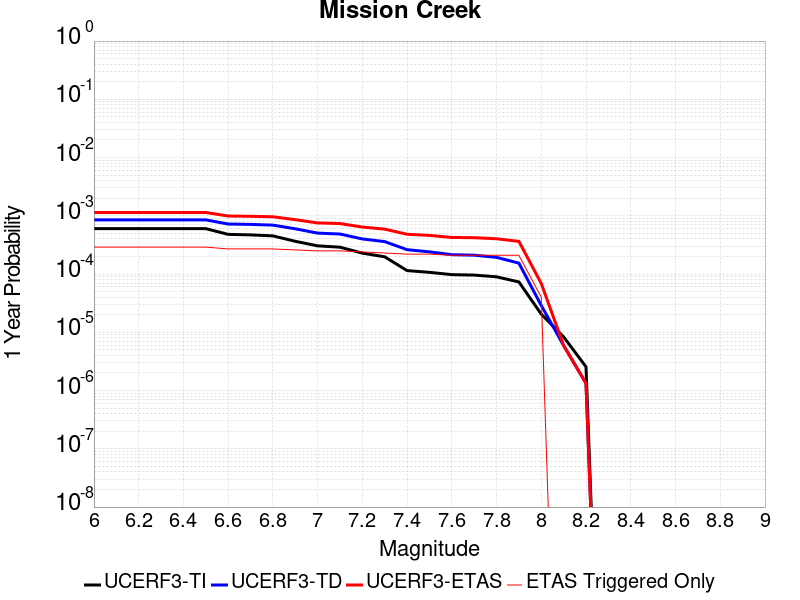 Mission Creek
1 Year Probability
10^0
10^-1
10^-2
10^-3
10^-4
10^-5
10^-6
10^-7
10^-8
6 6.2 6.4 6.6 6.8 7 7.2 7.4 7.6 7.8 8 8.2 8.4 8.6 8.8 9
Magnitude
UCERF3-TI UCERF3-TD UCERF3-ETAS ETAS Triggered Only